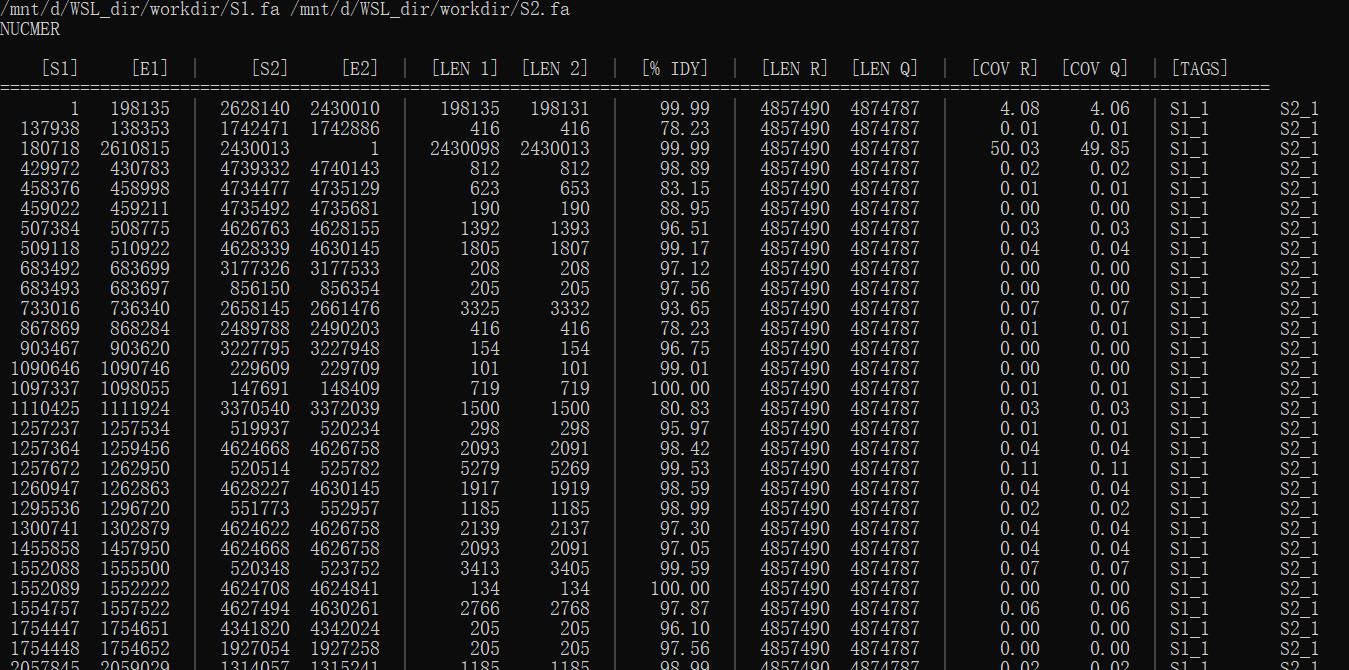 /mnt/d/WSL_dir/workdir/S1.fa /mnt/d/WSL_dir/workdir/S2.fa
NUCMER
[S1] [E1] | [S2] [E2] | [LEN 1] [LEN 2] | [% IDY] | [LEN R] [LEN Q] | [COV R] [COV Q] | [TAGS]
===============================================================================================================================
1 198135 | 2628140 2430010 | 198135 198131 | 99.99 | 4857490 4874787 | 4.08 4.06 | S1_1 S2_1
137938 138353 | 1742471 1742886 | 416 416 | 78.23 | 4857490 4874787 | 0.01 0.01 | S1_1 S2_1
180718 2610815 | 2430013 1 | 2430098 2430013 | 99.99 | 4857490 4874787 | 50.03 49.85 | S1_1 S2_1
429972 430783 | 4739332 4740143 | 812 812 | 98.89 | 4857490 4874787 | 0.02 0.02 | S1_1 S2_1
458376 458998 | 4734477 4735129 | 623 653 | 83.15 | 4857490 4874787 | 0.01 0.01 | S1_1 S2_1
459022 459211 | 4735492 4735681 | 190 190 | 88.95 | 4857490 4874787 | 0.00 0.00 | S1_1 S2_1
507384 508775 | 4626763 4628155 | 1392 1393 | 96.51 | 4857490 4874787 | 0.03 0.03 | S1_1 S2_1
509118 510922 | 4628339 4630145 | 1805 1807 | 99.17 | 4857490 4874787 | 0.04 0.04 | S1_1 S2_1
683492 683699 | 3177326 3177533 | 208 208 | 97.12 | 4857490 4874787 | 0.00 0.00 | S1_1 S2_1
683493 683697 | 856150 856354 | 205 205 | 97.56 | 4857490 4874787 | 0.00 0.00 | S1_1 S2_1
733016 736340 | 2658145 2661476 | 3325 3332 | 93.65 | 4857490 4874787 | 0.07 0.07 | S1_1 S2_1
867869 868284 | 2489788 2490203 | 416 416 | 78.23 | 4857490 4874787 | 0.01 0.01 | S1_1 S2_1
903467 903620 | 3227795 3227948 | 154 154 | 96.75 | 4857490 4874787 | 0.00 0.00 | S1_1 S2_1
1090646 1090746 | 229609 229709 | 101 101 | 99.01 | 4857490 4874787 | 0.00 0.00 | S1_1 S2_1
1097337 1098055 | 147691 148409 | 719 719 | 100.00 | 4857490 4874787 | 0.01 0.01 | S1_1 S2_1
1110425 1111924 | 3370540 3372039 | 1500 1500 | 80.83 | 4857490 4874787 | 0.03 0.03 | S1_1 S2_1
1257237 1257534 | 519937 520234 | 298 298 | 95.97 | 4857490 4874787 | 0.01 0.01 | S1_1 S2_1
1257364 1259456 | 4624668 4626758 | 2093 2091 | 98.42 | 4857490 4874787 | 0.04 0.04 | S1_1 S2_1
1257672 1262950 | 520514 525782 | 5279 5269 | 99.53 | 4857490 4874787 | 0.11 0.11 | S1_1 S2_1
1260947 1262863 | 4628227 4630145 | 1917 1919 | 98.59 | 4857490 4874787 | 0.04 0.04 | S1_1 S2_1
1295536 1296720 | 551773 552957 | 1185 1185 | 98.99 | 4857490 4874787 | 0.02 0.02 | S1_1 S2_1
1300741 1302879 | 4624622 4626758 | 2139 2137 | 97.30 | 4857490 4874787 | 0.04 0.04 | S1_1 S2_1
1455858 1457950 | 4624668 4626758 | 2093 2091 | 97.05 | 4857490 4874787 | 0.04 0.04 | S1_1 S2_1
1552088 1555500 | 520348 523752 | 3413 3405 | 99.59 | 4857490 4874787 | 0.07 0.07 | S1_1 S2_1
1552089 1552222 | 4624708 4624841 | 134 134 | 100.00 | 4857490 4874787 | 0.00 0.00 | S1_1 S2_1
1554757 1557522 | 4627494 4630261 | 2766 2768 | 97.87 | 4857490 4874787 | 0.06 0.06 | S1_1 S2_1
1754447 1754651 | 4341820 4342024 | 205 205 | 96.10 | 4857490 4874787 | 0.00 0.00 | S1_1 S2_1
1754448 1754652 | 1927054 1927258 | 205 205 | 97.56 | 4857490 4874787 | 0.00 0.00 | S1_1 S2_1
2057845 2059029 | 1314057 1315241 | 1185 1185 | 98.99 | 4857490 4874787 | 0.02 0.02 | S1_1 S2_1